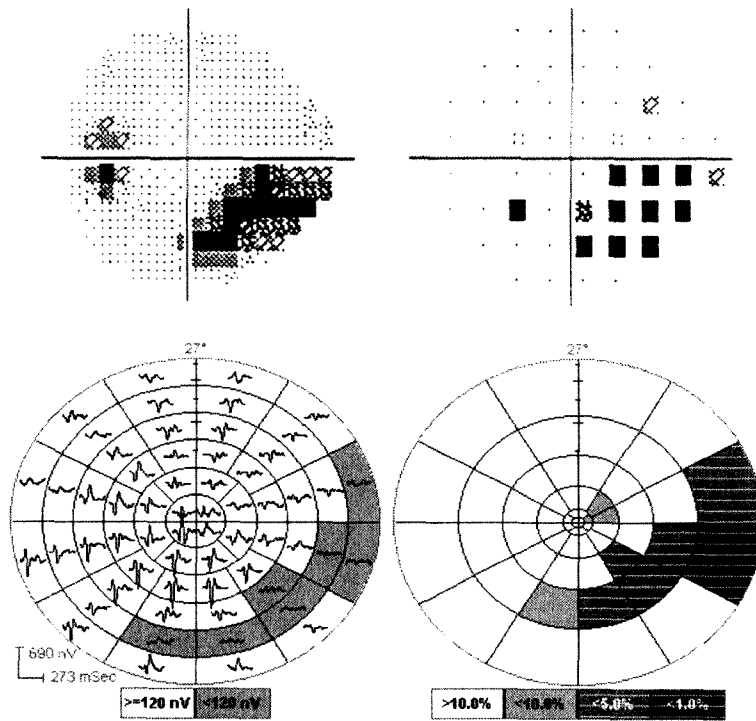 27°
27°
690 nV
273 mSec
>=120 nV <120 nV
>10.0% <10.0% <5.0% <1.0%